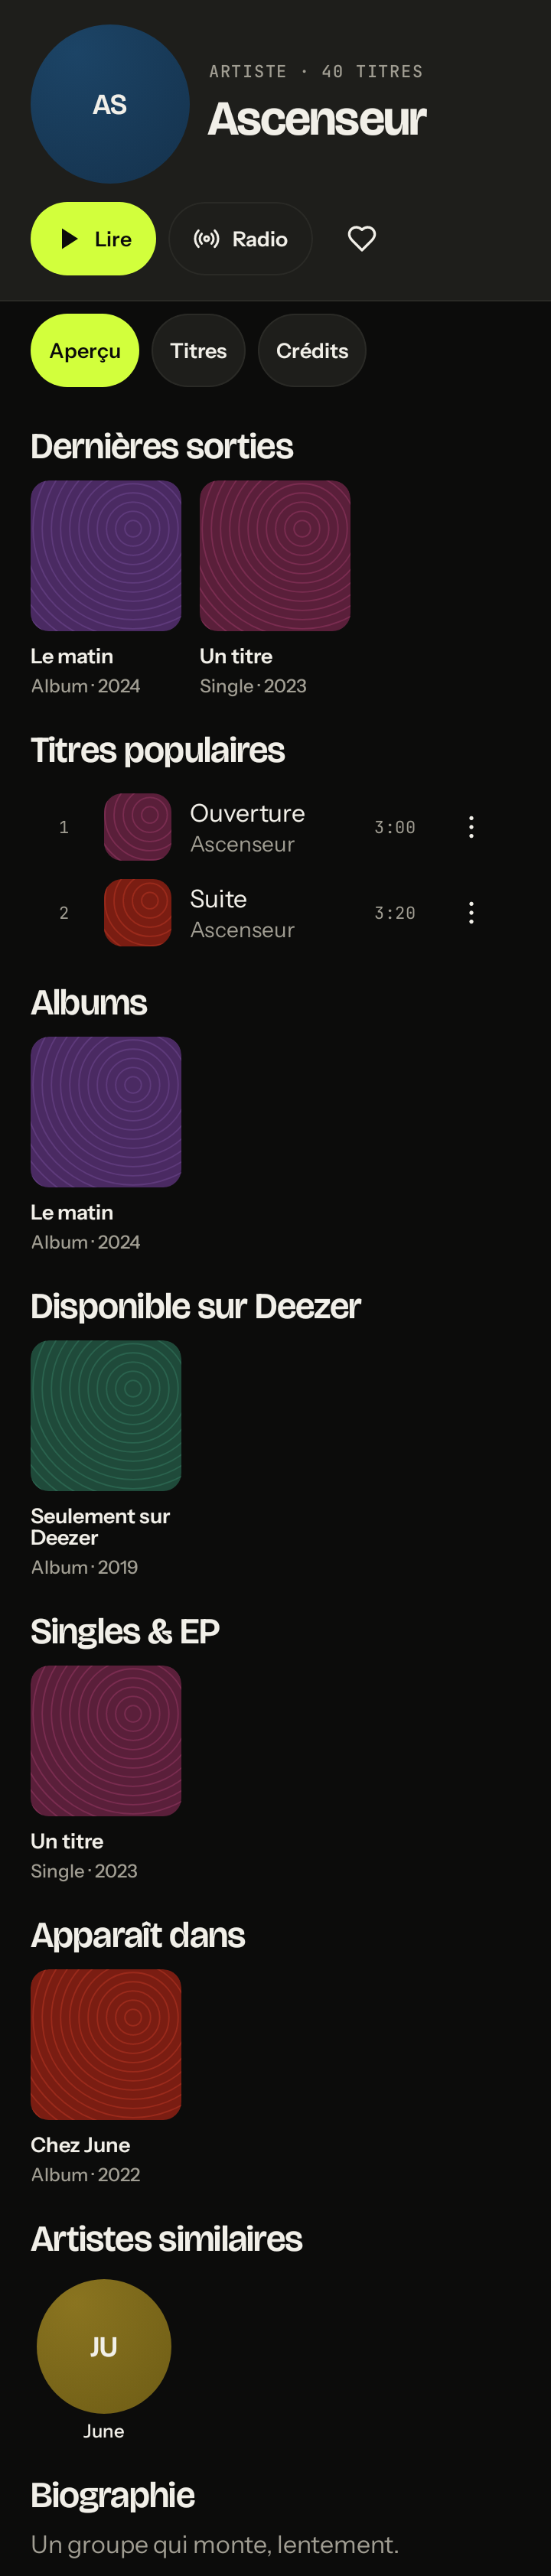 AS
ARTISTE · 40 TITRES
Ascenseur
Lire
Radio
Aperçu
Titres
Crédits
Dernières sorties
Le matin
Album · 2024
Un titre
Single · 2023
Titres populaires
1
Ouverture
Ascenseur
3:00
2
Suite
Ascenseur
3:20
Albums
Le matin
Album · 2024
Disponible sur Deezer
Seulement sur
Deezer
Album · 2019
Singles & EP
Un titre
Single · 2023
Apparaît dans
Chez June
Album · 2022
Artistes similaires
JU
June
Biographie
Un groupe qui monte, lentement.